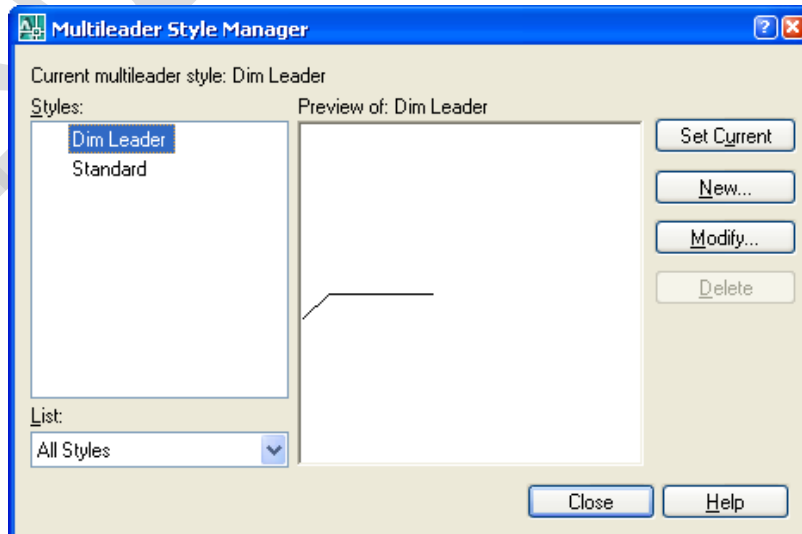 Multileader Style Manager
Current multileader style: Dim Leader
Styles:
Preview of: Dim Leader
Dim Leader
Standard
Set Current
New...
Modify...
Delete
List:
All Styles
Close
Help